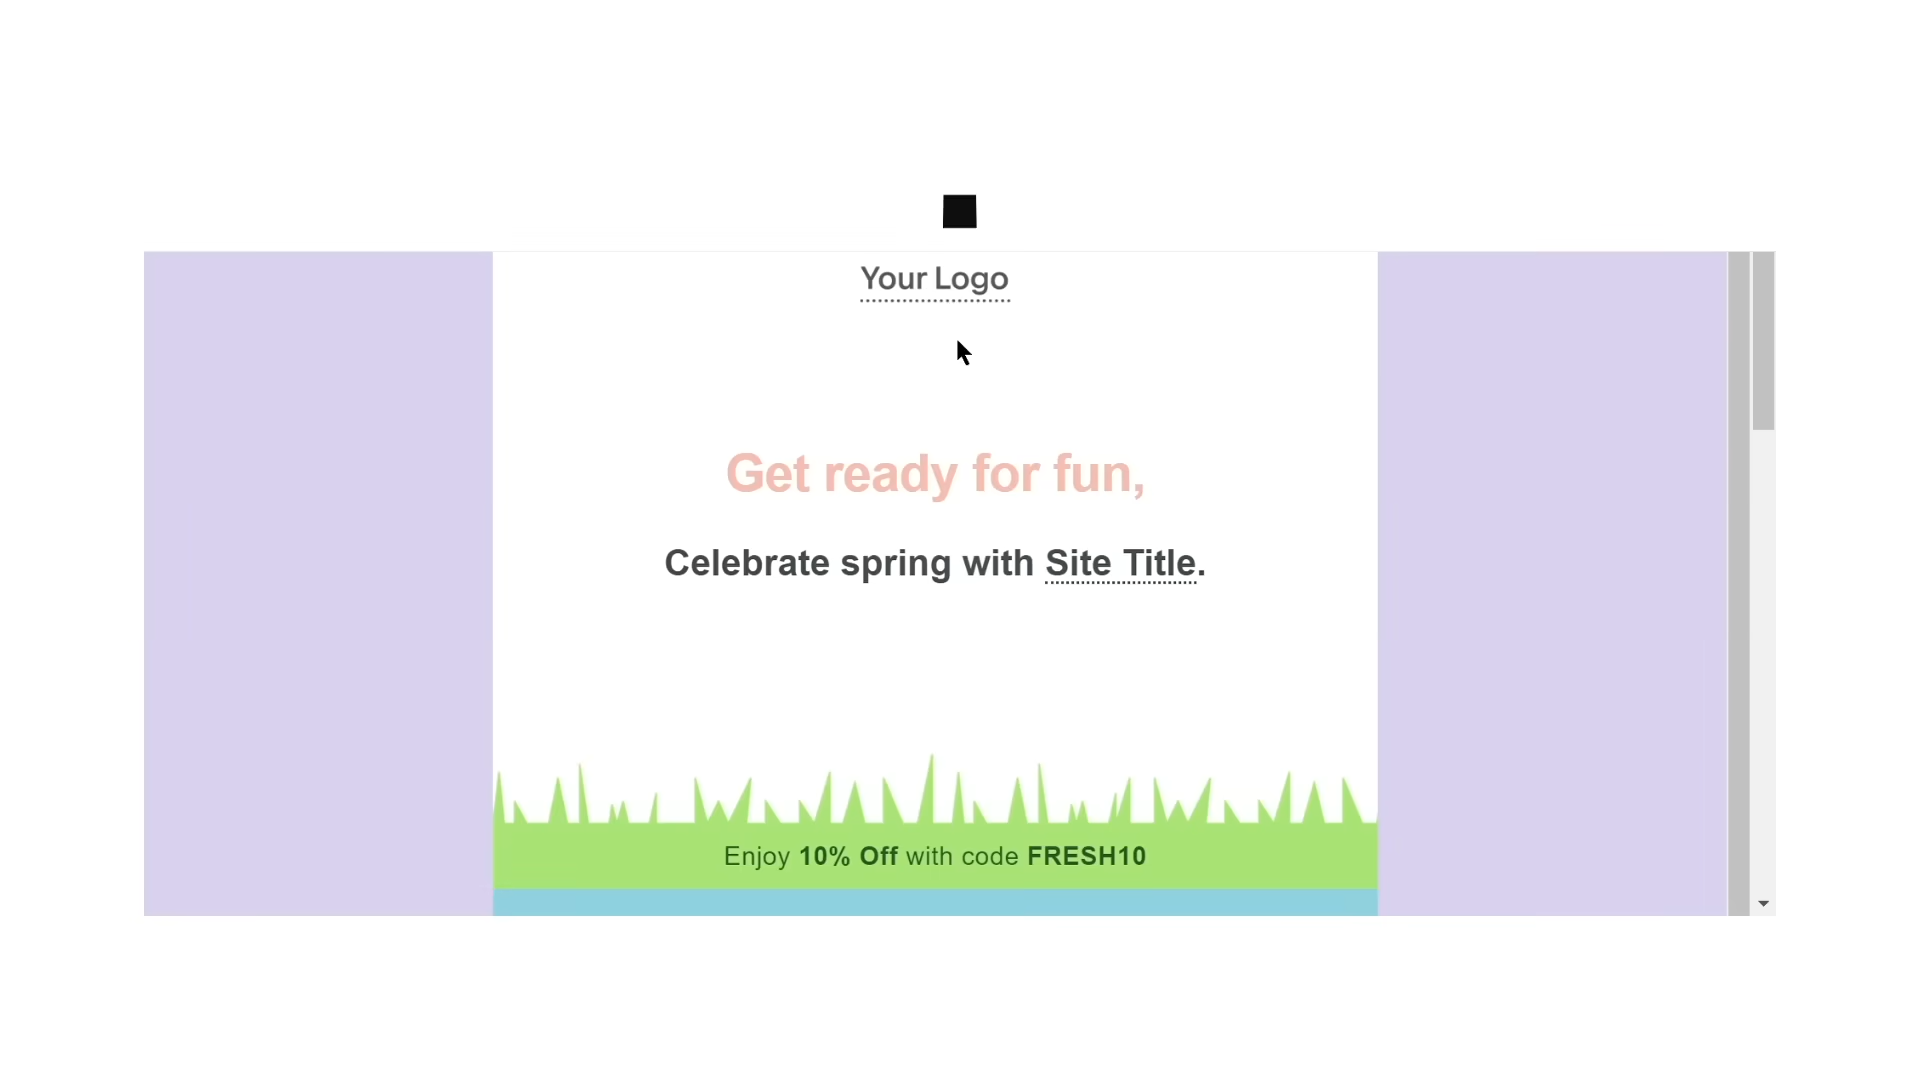 Your Logo
Get ready for fun,
Celebrate spring with Site Title.
Enjoy 10% Off with code FRESH10